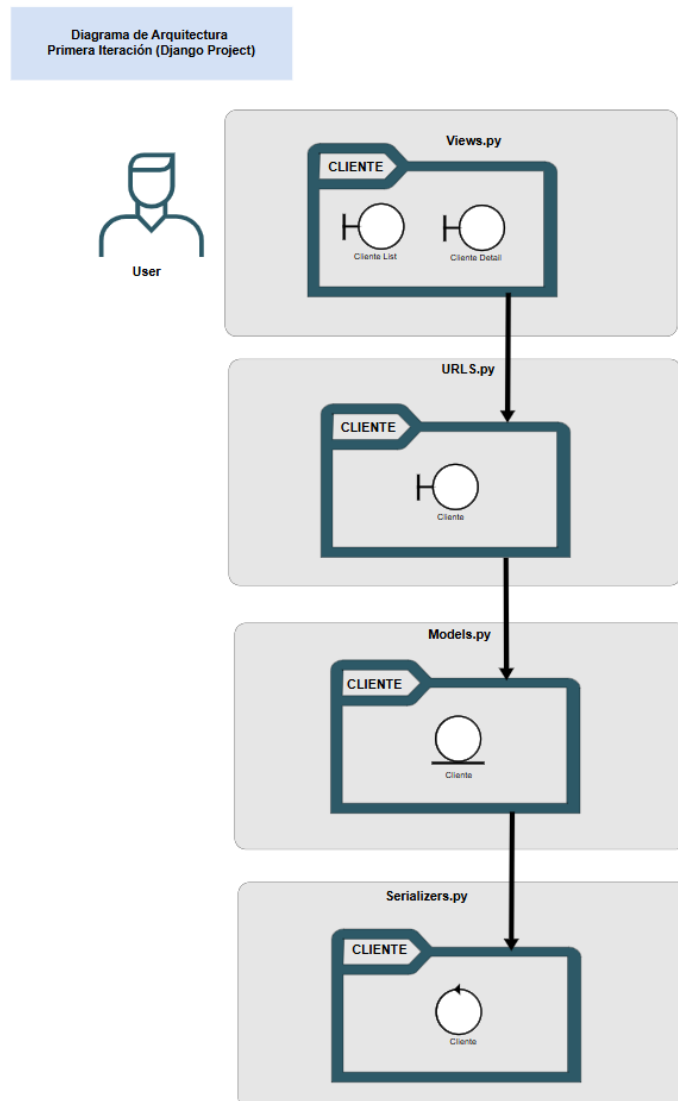 Diagrama de Arquitectura
Primera Iteración (Django Project)
Views.py
CLIENTE
Cliente List
Cliente Detail
User
URLS.py
CLIENTE
Cliente
Models.py
CLIENTE
Cliente
Serializers.py
CLIENTE
Cliente